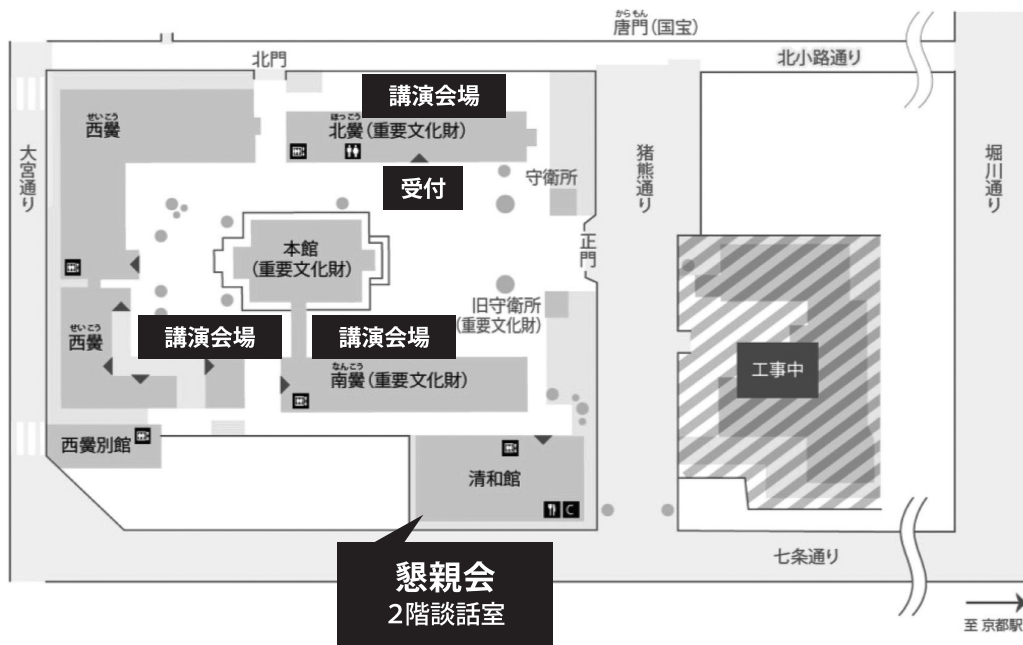 からもん
唐門(国宝)
北小路通り
北門
講演会場
せいこう
西黌
ほっこう
北黌(重要文化財)
大宮通り
猪熊通り
堀川通り
受付
守衛所
本館
(重要文化財)
正門
旧守衛所
(重要文化財)
せいこう
西黌
講演会場
講演会場
なんこう
南黌(重要文化財)
工事中
西黌別館
清和館
C
懇親会
2階談話室
七条通り
至 京都駅